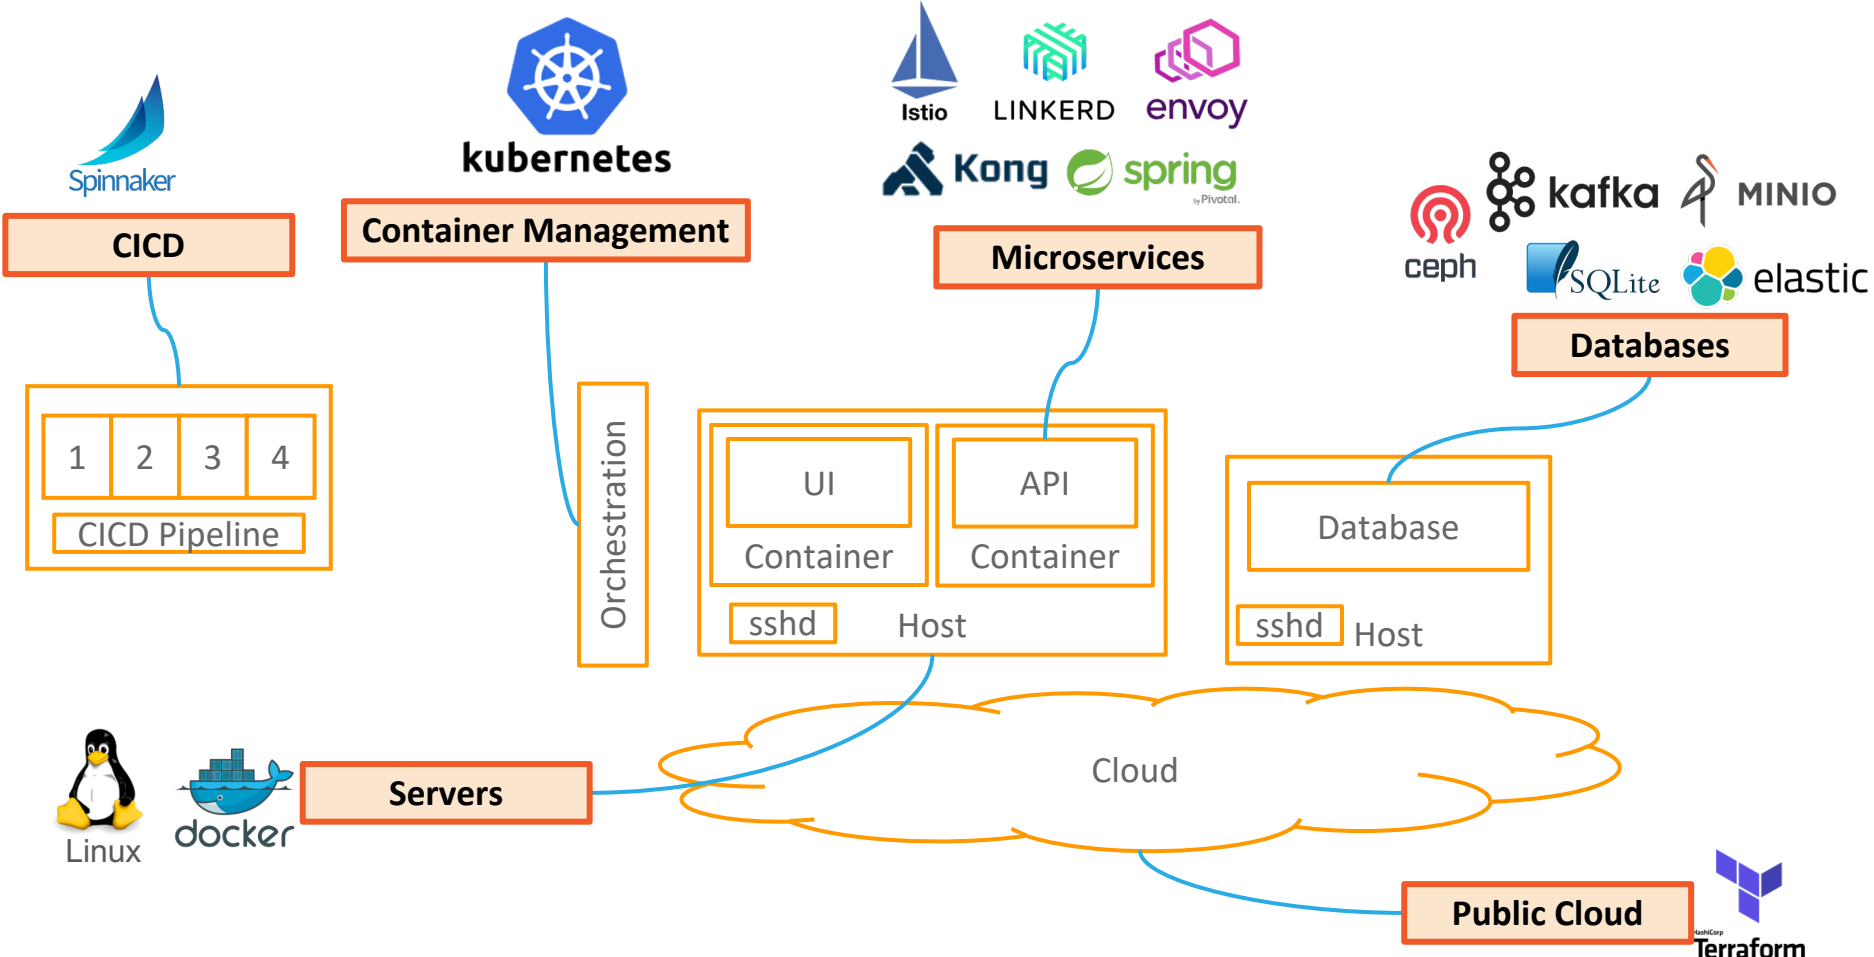 Spinnaker
CICD
1 2 3 4
CICD Pipeline
kubernetes
Container Management
Orchestration
Istio
LINKERD
envoy
Kong
spring
by Pivotal.
Microservices
UI
Container
API
Container
sshd
Host
ceph
kafka
MINIO
SQLite
elastic
Databases
Database
sshd
Host
Linux
docker
Servers
Cloud
Public Cloud
HashiCorp
Terraform